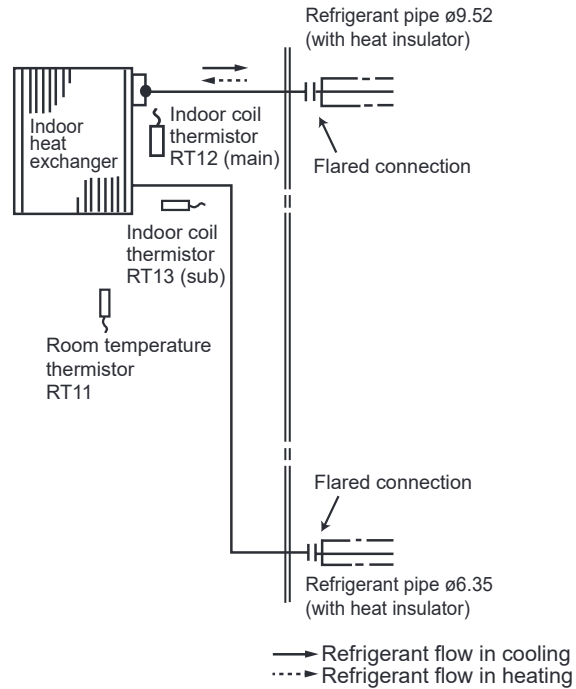 Refrigerant pipe ø9.52
(with heat insulator)
Indoor
heat
exchanger
Indoor coil
thermistor
RT12 (main)
Flared connection
Indoor coil
thermistor
RT13 (sub)
Room temperature
thermistor
RT11
Flared connection
Refrigerant pipe ø6.35
(with heat insulator)
Refrigerant flow in cooling
Refrigerant flow in heating